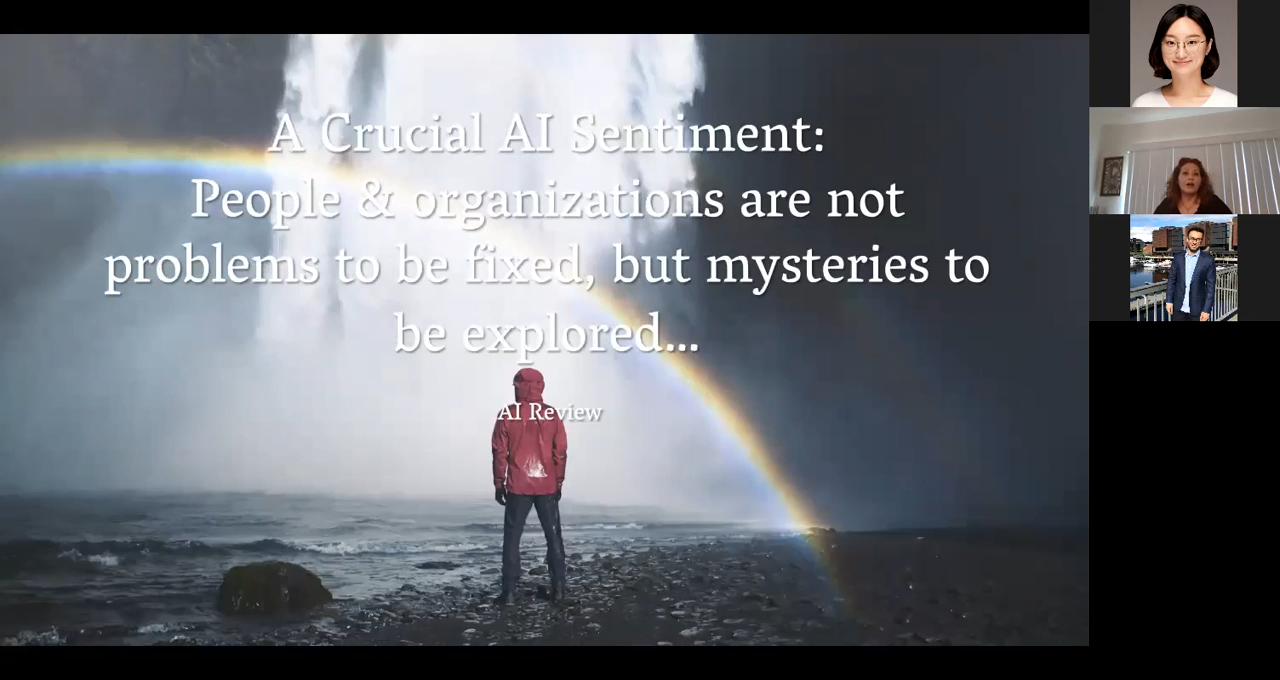 A Crucial AI Sentiment:
People & organizations are not
problems to be fixed, but mysteries to
be explored...
AI Review